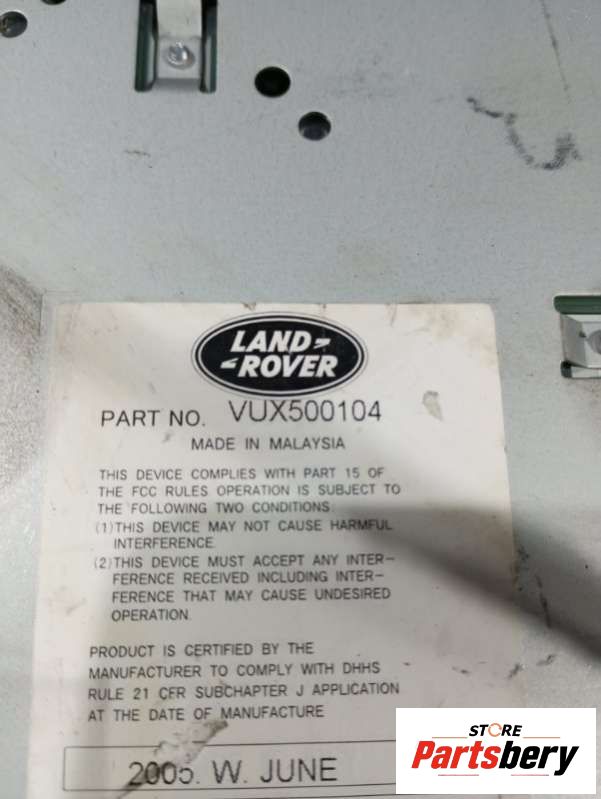 LAND-
-ROVER
PART NO. VUX500104
MADE IN MALAYSIA
THIS DEVICE COMPLIES WITH PART 15 OF
THE FCC RULES OPERATION IS SUBJECT TO
THE FOLLOWING TWO CONDITIONS.
(1)THIS DEVICE MAY NOT CAUSE HARMFUL
INTERFERENCE.
(2)THIS DEVICE MUST ACCEPT ANY INTER-
FERENCE RECEIVED INCLUDING INTER-
FERENCE THAT MAY CAUSE UNDESIRED
OPERATION.
PRODUCT IS CERTIFIED BY THE
MANUFACTURER TO COMPLY WITH DHHS
RULE 21 CFR SUBCHAPTER J APPLICATION
AT THE DATE OF MANUFACTURE
2005. W. JUNE
STORE
Partsbery